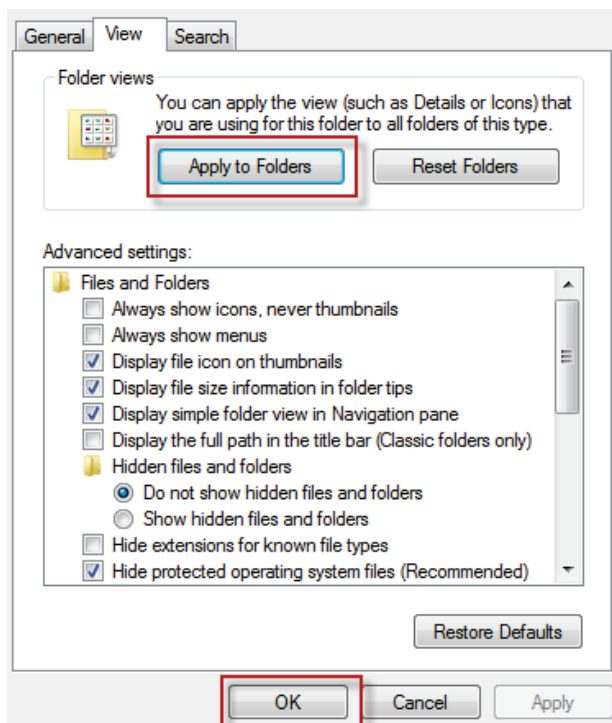 General View Search
Folder views
You can apply the view (such as Details or Icons) that
you are using for this folder to all folders of this type.
Apply to Folders Reset Folders
Advanced settings:
Files and Folders
Always show icons, never thumbnails
Always show menus
Display file icon on thumbnails
Display file size information in folder tips
Display simple folder view in Navigation pane
Display the full path in the title bar (Classic folders only)
Hidden files and folders
Do not show hidden files and folders
Show hidden files and folders
Hide extensions for known file types
Hide protected operating system files (Recommended)
Restore Defaults
OK Cancel Apply